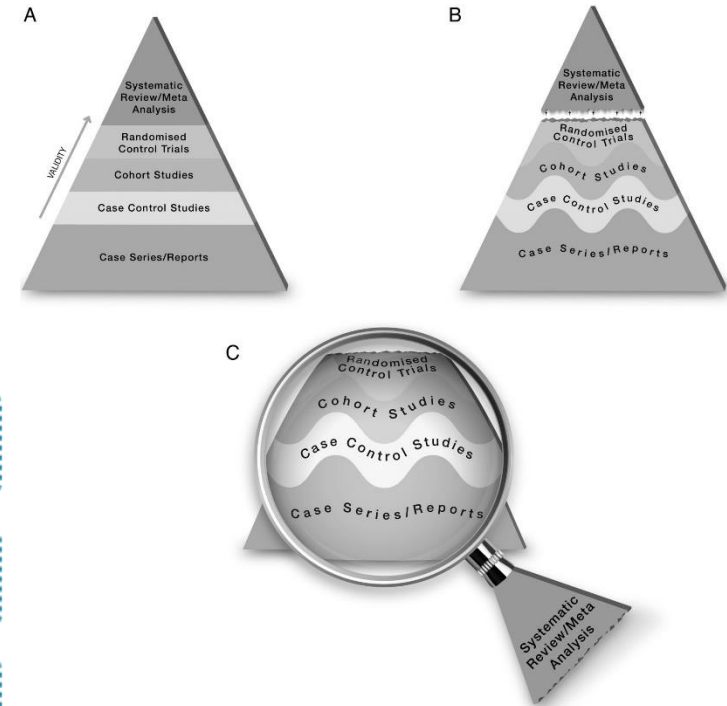 A
Systematic
Review/Meta
Analysis
Randomised
Control Trials
Cohort Studies
Case Control Studies
Case Series/Reports
VALIDITY
B
Systematic
Review/Meta
Analysis
Randomised
Control Trials
Cohort Studies
Case Control Studies
Case Series/Reports
C
Randomised
Control Trials
Cohort Studies
Case Control Studies
Case Series/Reports
Systematic
Review/Meta
Analysis